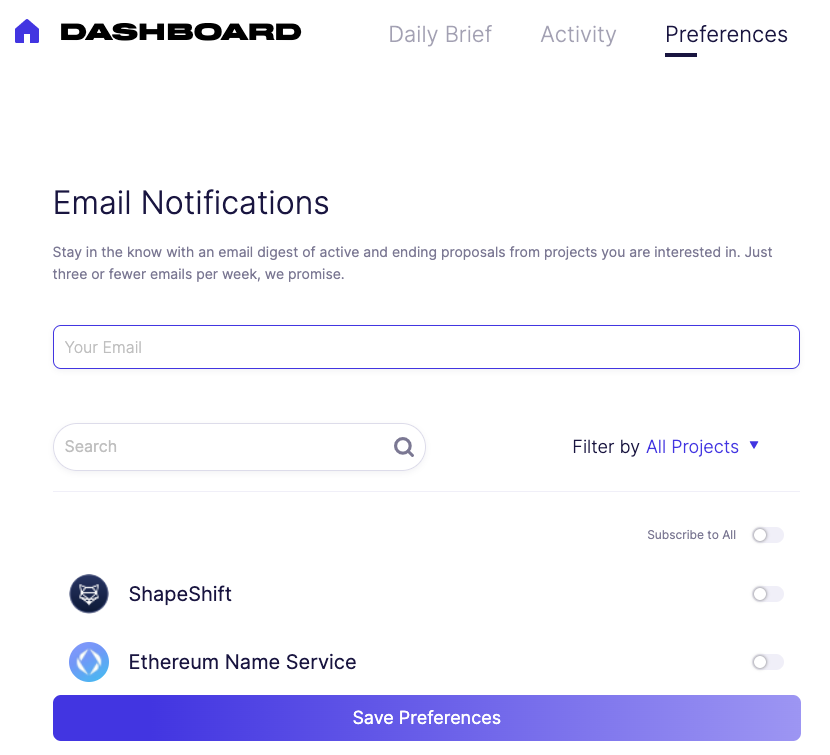 DASHBOARD
Daily Brief
Activity
Preferences
Email Notifications
Stay in the know with an email digest of active and ending proposals from projects you are interested in. Just
three or fewer emails per week, we promise.
Your Email
Search
Filter by All Projects
Subscribe to All
ShapeShift
Ethereum Name Service
Save Preferences